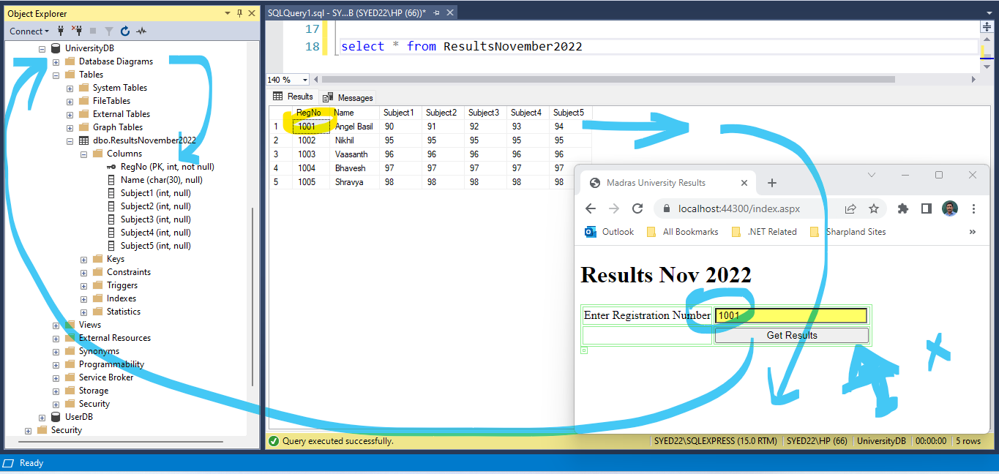 Object Explorer
Connect
UniversityDB
Database Diagrams
Tables
System Tables
FileTables
External Tables
Graph Tables
dbo.ResultsNovember2022
Columns
RegNo (PK, int, not null)
Name (char(30), null)
Subject1 (int, null)
Subject2 (int, null)
Subject3 (int, null)
Subject4 (int, null)
Subject5 (int, null)
Keys
Constraints
Triggers
Indexes
Statistics
Views
External Resources
Synonyms
Programmability
Service Broker
Storage
Security
UserDB
Security
SQLQuery1.sql - SY...B (SYED22\HP (66))*
17
18 select * from ResultsNovember2022
140 %
Results Messages
RegNo Name Subject1 Subject2 Subject3 Subject4 Subject5
1 1001 Angel Basil 90 91 92 93 94
2 1002 Nikhil 95 95 95 95 95
3 1003 Vaasanth 96 96 96 96 96
4 1004 Bhavesh 97 97 97 97 97
5 1005 Shravya 98 98 98 98 98
Madras University Results
localhost:44300/index.aspx
Outlook All Bookmarks .NET Related Sharpland Sites »
Results Nov 2022
Enter Registration Number 1001
Get Results
Query executed successfully. SYED22\SQLEXPRESS (15.0 RTM) SYED22\HP (66) UniversityDB 00:00:00 5 rows
Ready